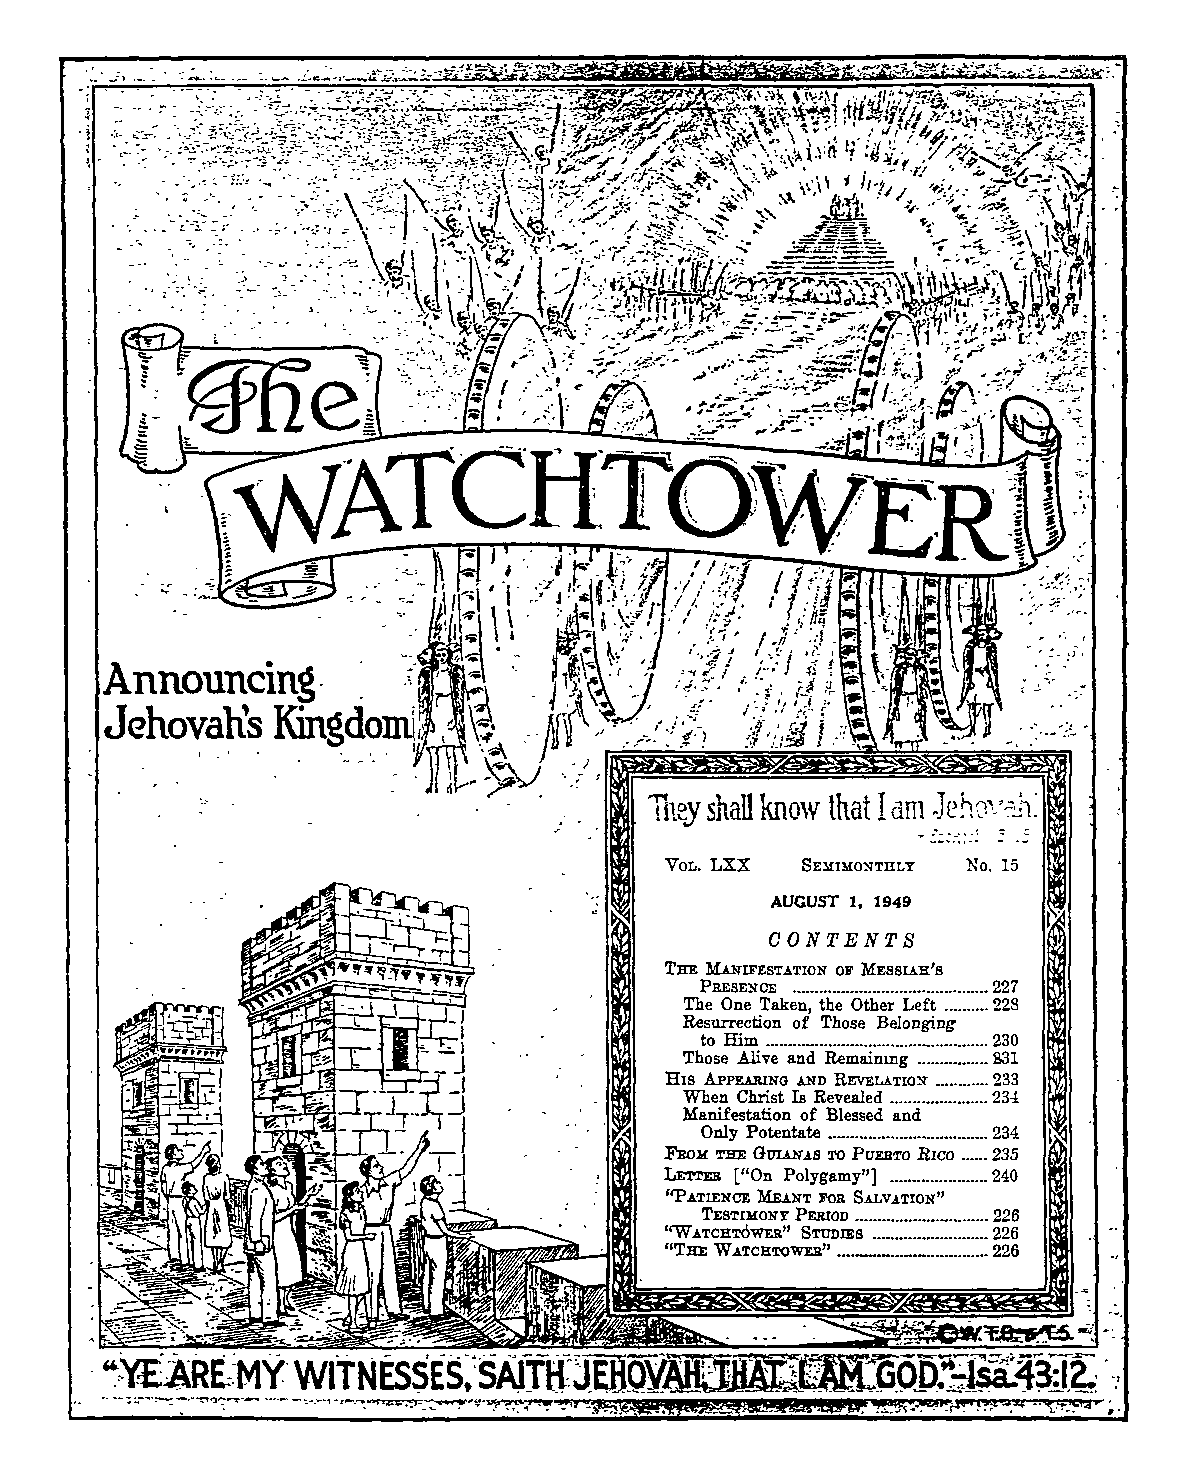 The
WATCHTOWER
Announcing
Jehovah's Kingdom
They shall know that I am Jehovah.
VOL. LXX SEMIMONTHLY No. 15
AUGUST 1, 1949
CONTENTS
THE MANIFESTATION OF MESSIAH'S
PRESENCE ........ 227
The One Taken, the Other Left ........ 228
Resurrection of Those Belonging
to Him ........ 230
Those Alive and Remaining ........ 231
HIS APPEARING AND REVELATION ........ 233
When Christ Is Revealed ........ 234
Manifestation of Blessed and
Only Potentate ........ 234
FROM THE GUIANAS TO PUERTO RICO ...... 235
LETTER ["On Polygamy"] ........ 240
"PATIENCE MEANT FOR SALVATION"
TESTIMONY PERIOD ........ 226
"WATCHTOWER" STUDIES ........ 226
"THE WATCHTOWER" ........ 226
© W.T.B. & T.S.
"YE ARE MY WITNESSES, SAITH JEHOVAH, THAT I AM GOD."-Isa.43:12.